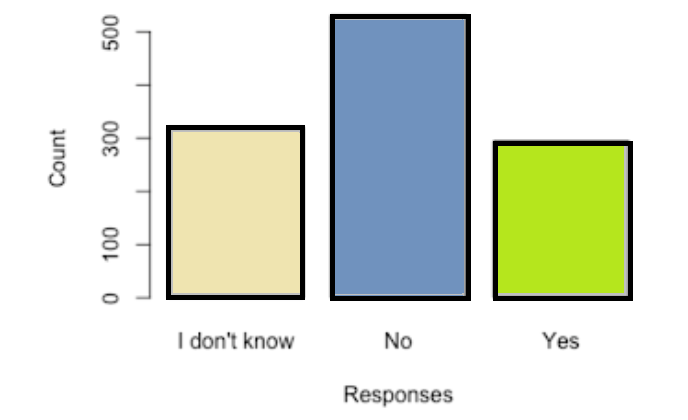 500
300
100
0
Count
I don't know No Yes
Responses